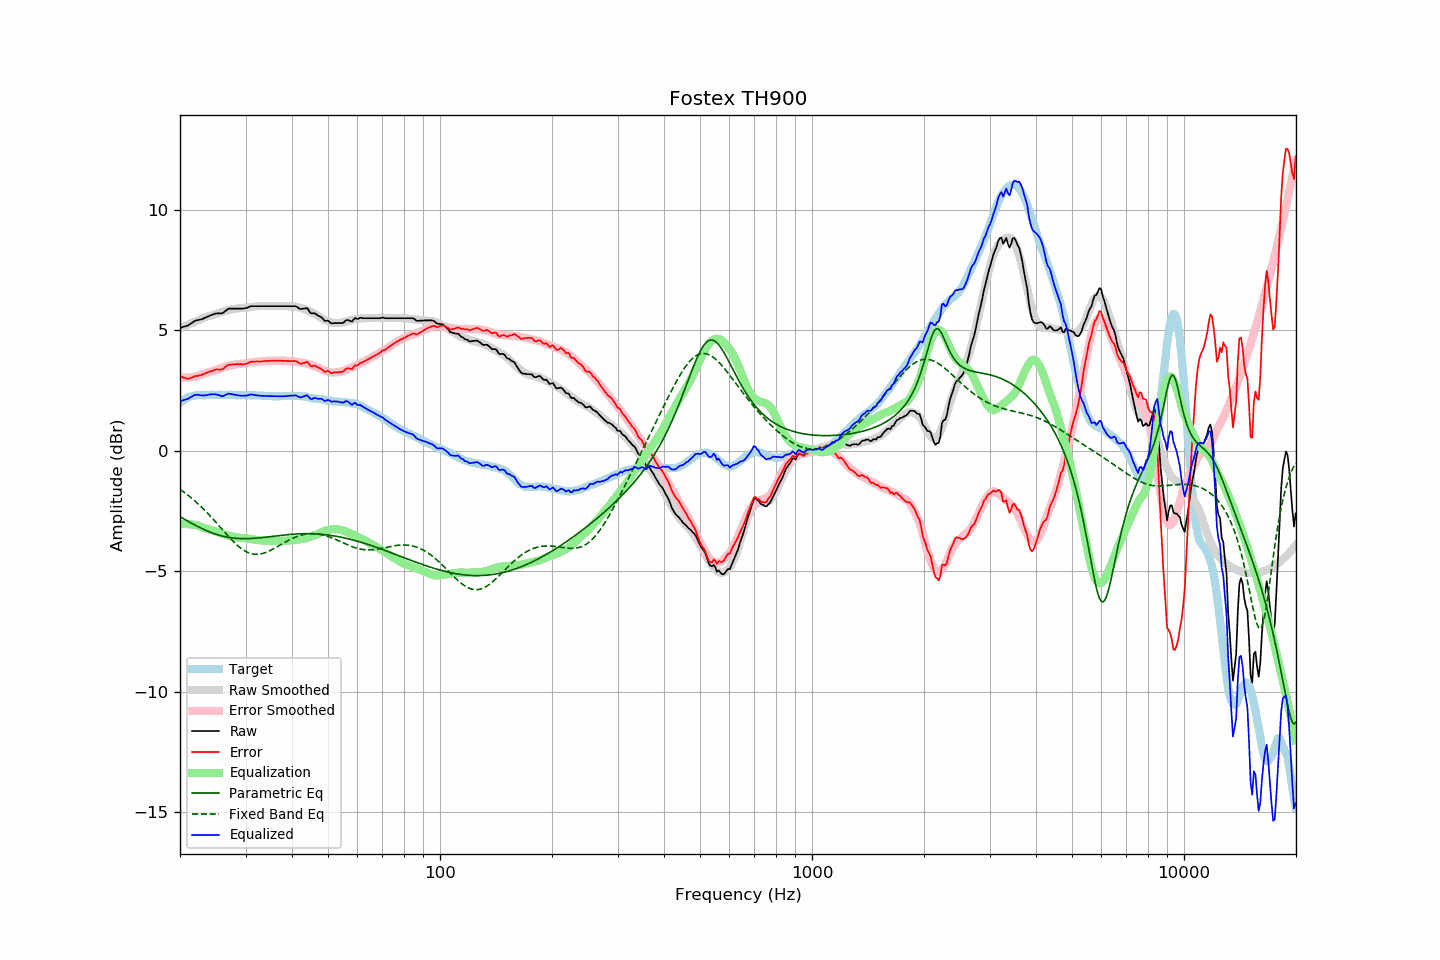 Fostex TH900
Amplitude (dBr)
10
5
0
−5
−10
−15
Target
Raw Smoothed
Error Smoothed
Raw
Error
Equalization
Parametric Eq
Fixed Band Eq
Equalized
100
1000
10000
Frequency (Hz)